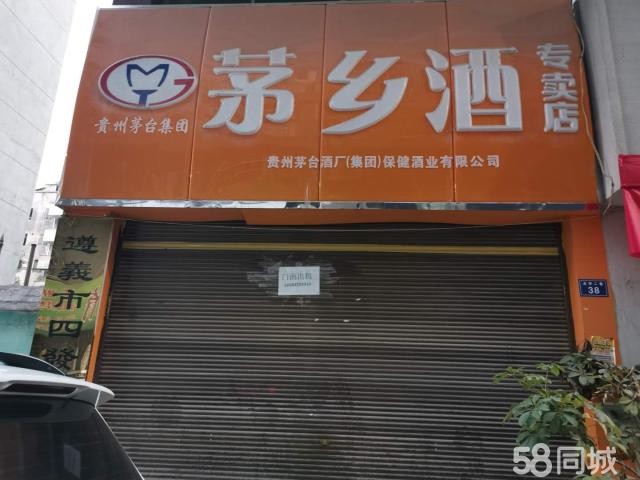 茅乡酒
专卖店
贵州茅台集团
贵州茅台酒厂(集团)保健酒业有限公司
门面出租
遵義市四發
38
58同城